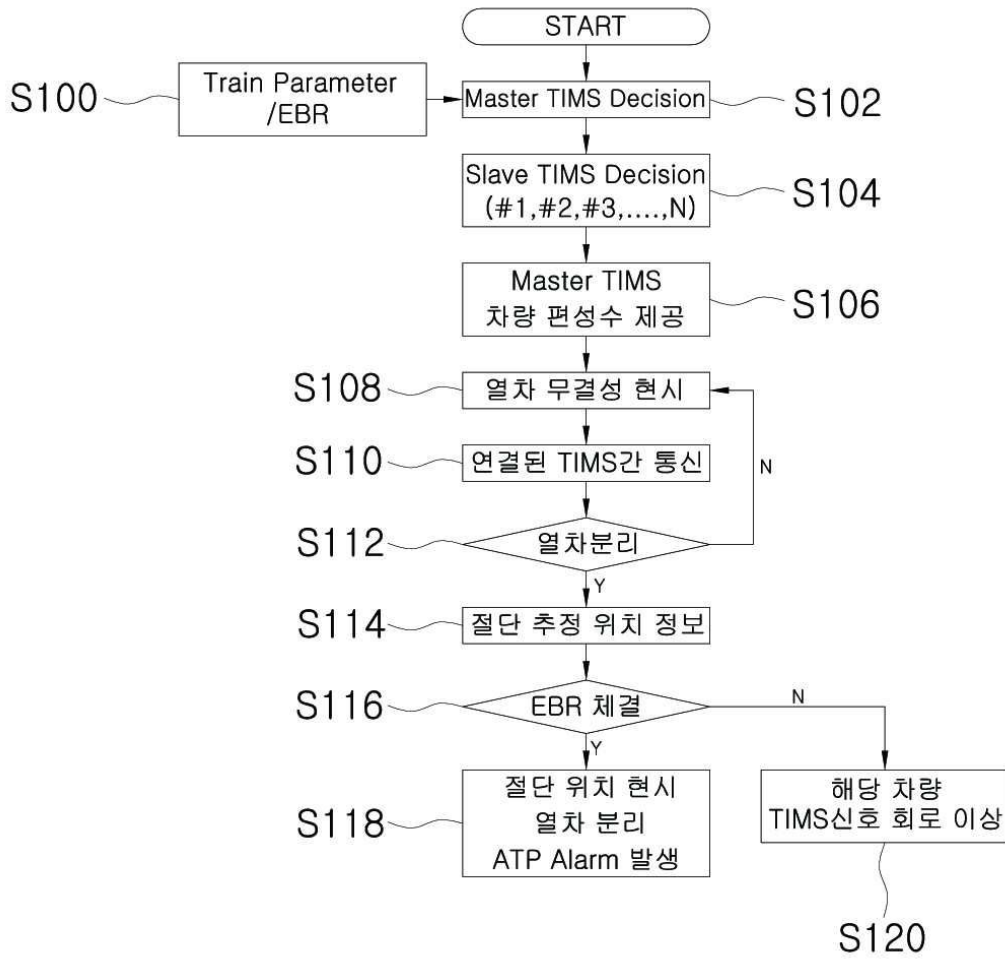 START
S100
Train Parameter
/EBR
Master TIMS Decision
S102
Slave TIMS Decision
(#1,#2,#3,....,N)
S104
Master TIMS
차량 편성수 제공
S106
S108
열차 무결성 현시
S110
연결된 TIMS간 통신
N
S112
열차분리
Y
S114
절단 추정 위치 정보
S116
EBR 체결
N
Y
S118
절단 위치 현시
열차 분리
ATP Alarm 발생
해당 차량
TIMS신호 회로 이상
S120